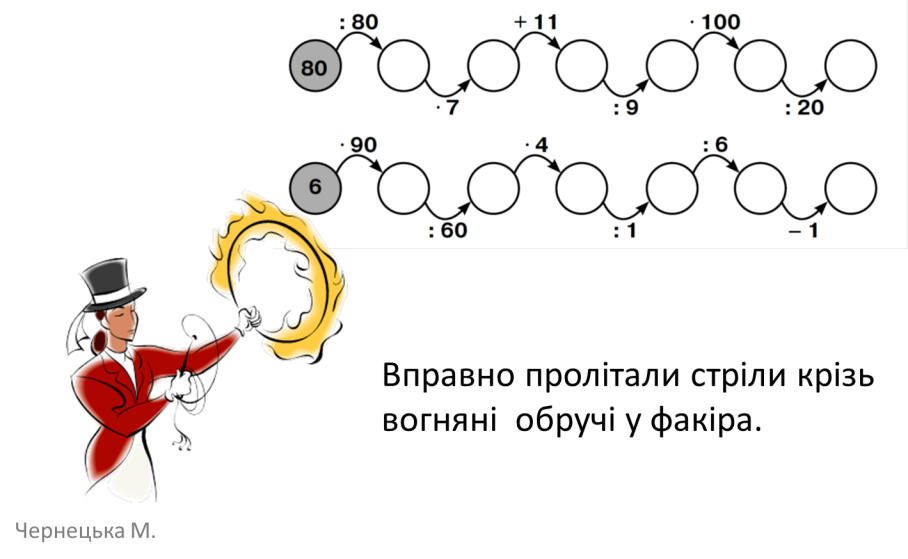 : 80 + 11 · 100
80
· 7 : 9 : 20
· 90 · 4 : 6
6
: 60 : 1 – 1
Вправно пролітали стріли крізь
вогняні обручі у факіра.
Чернецька М.